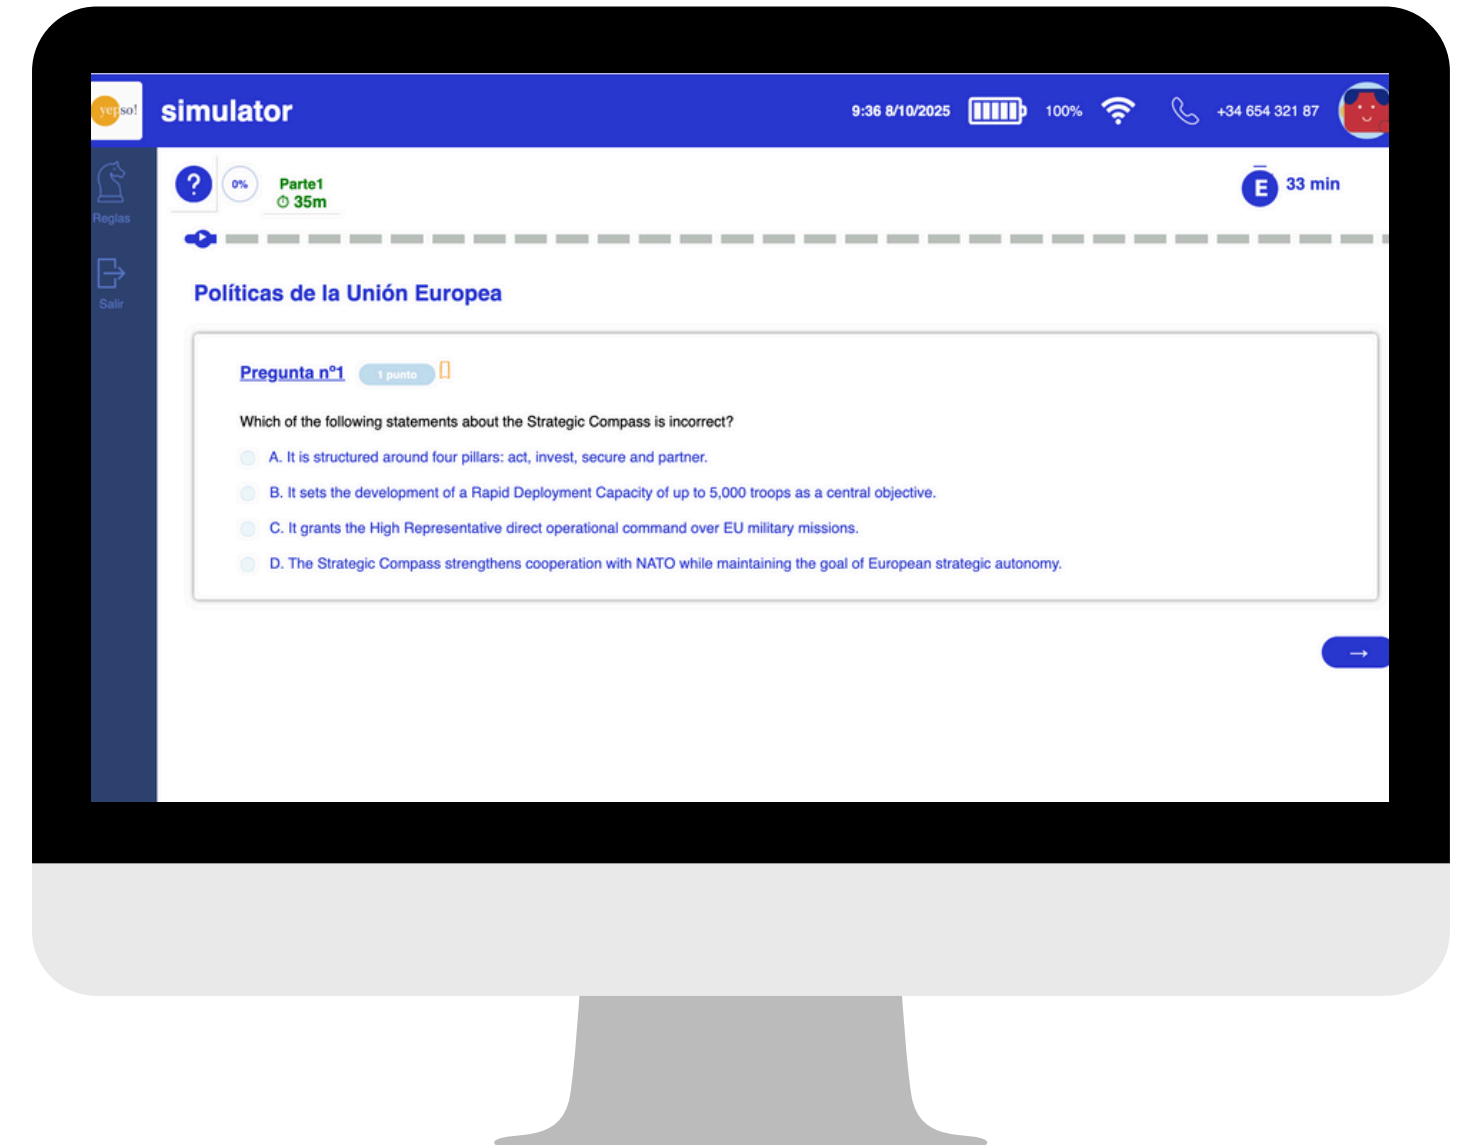 yepso!
simulator
9:36 8/10/2025
100%
+34 654 321 87
Reglas
Salir
?
0%
Parte1
35m
E
33 min
Políticas de la Unión Europea
Pregunta nº1
1 punto
Which of the following statements about the Strategic Compass is incorrect?
A. It is structured around four pillars: act, invest, secure and partner.
B. It sets the development of a Rapid Deployment Capacity of up to 5,000 troops as a central objective.
C. It grants the High Representative direct operational command over EU military missions.
D. The Strategic Compass strengthens cooperation with NATO while maintaining the goal of European strategic autonomy.
→